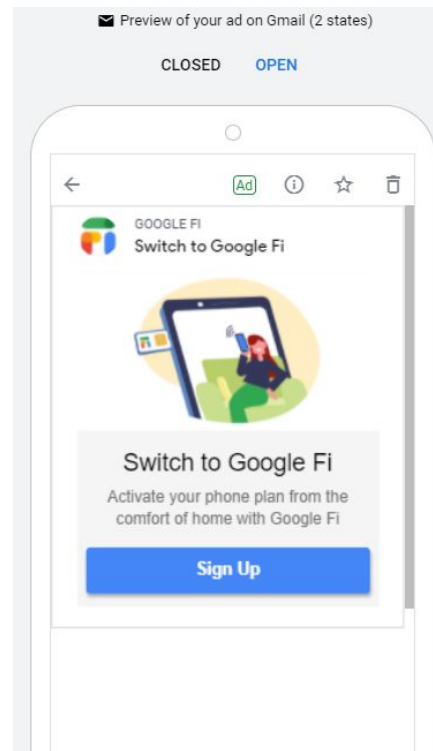 Preview of your ad on Gmail (2 states)
CLOSED OPEN
Ad
GOOGLE FI
Switch to Google Fi
Switch to Google Fi
Activate your phone plan from the
comfort of home with Google Fi
Sign Up